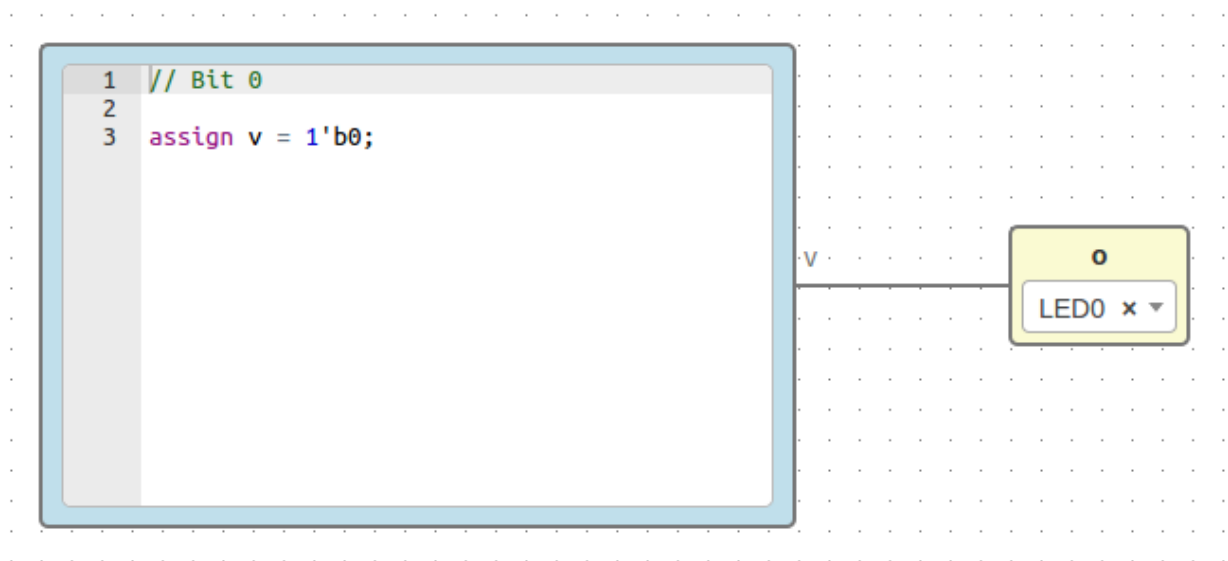 1 // Bit 0
2
3 assign v = 1'b0;
v
o
LED0 × ▾